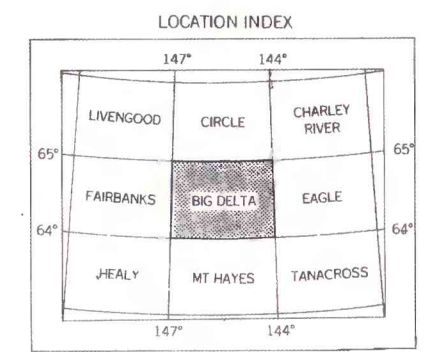 LOCATION INDEX
147° 144°
LIVENGOOD CIRCLE CHARLEY RIVER
65° 65°
FAIRBANKS BIG DELTA EAGLE
64° 64°
HEALY MT HAYES TANACROSS
147° 144°